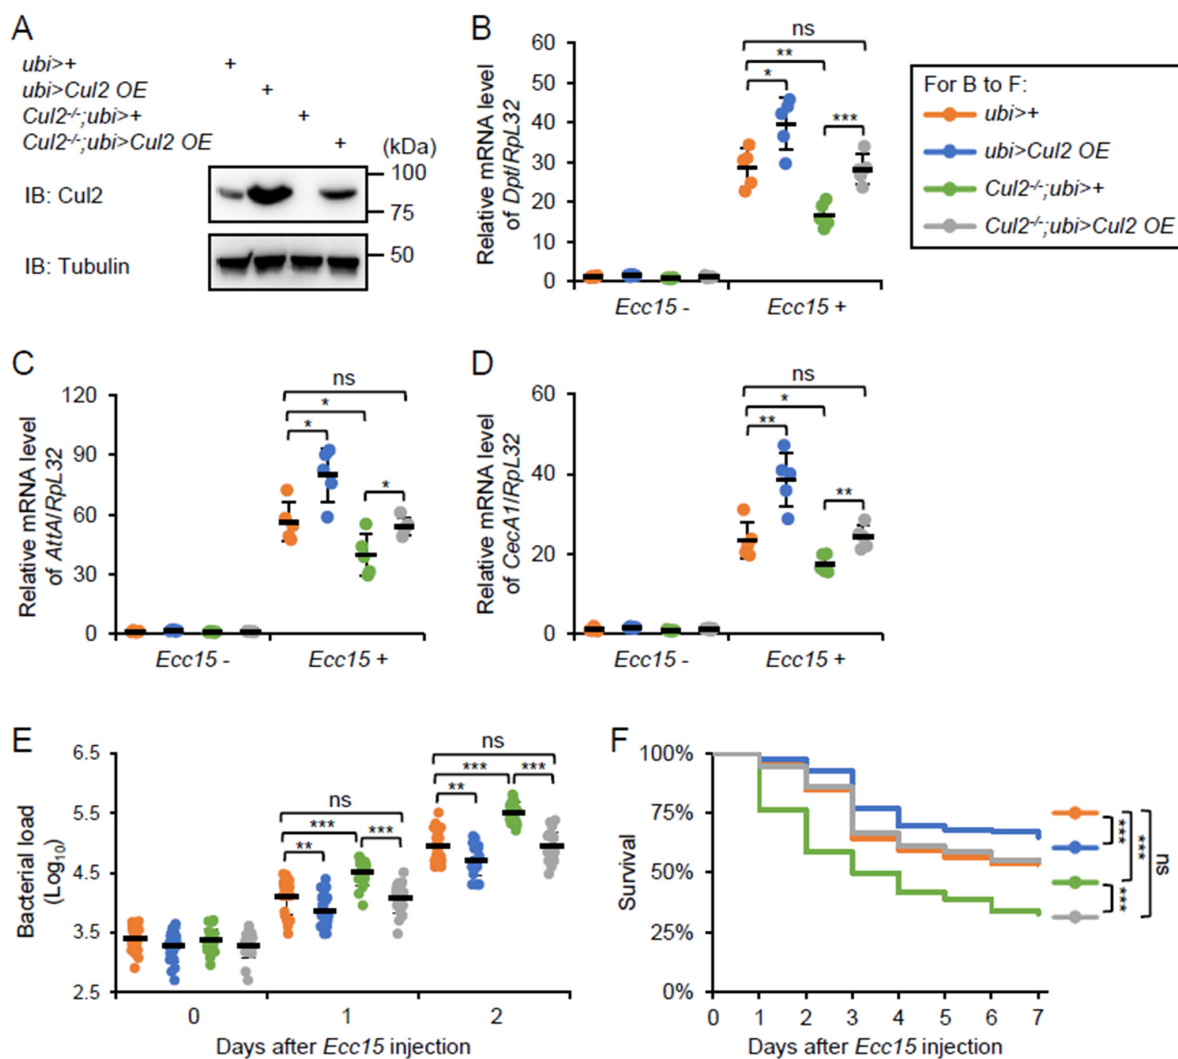 A
ubi>+ +
ubi>Cul2 OE +
Cul2-/-;ubi>+ +
Cul2-/-;ubi>Cul2 OE +
(kDa)
IB: Cul2
100
75
IB: Tubulin
50
B
Relative mRNA level
of Dpt/RpL32
60
50
40
30
20
10
0
ns
**
*
***
Ecc15 -
Ecc15 +
For B to F:
ubi>+
ubi>Cul2 OE
Cul2-/-;ubi>+
Cul2-/-;ubi>Cul2 OE
C
Relative mRNA level
of AttA/RpL32
120
90
60
30
0
ns
*
*
*
Ecc15 -
Ecc15 +
D
Relative mRNA level
of CecA1/RpL32
60
40
20
0
ns
*
**
**
Ecc15 -
Ecc15 +
E
Bacterial load
(Log10)
6.5
5.5
4.5
3.5
2.5
ns
***
**
***
ns
***
**
***
0 1 2
Days after Ecc15 injection
F
Survival
100%
75%
50%
25%
0%
0 1 2 3 4 5 6 7
Days after Ecc15 injection
***
***
***
ns